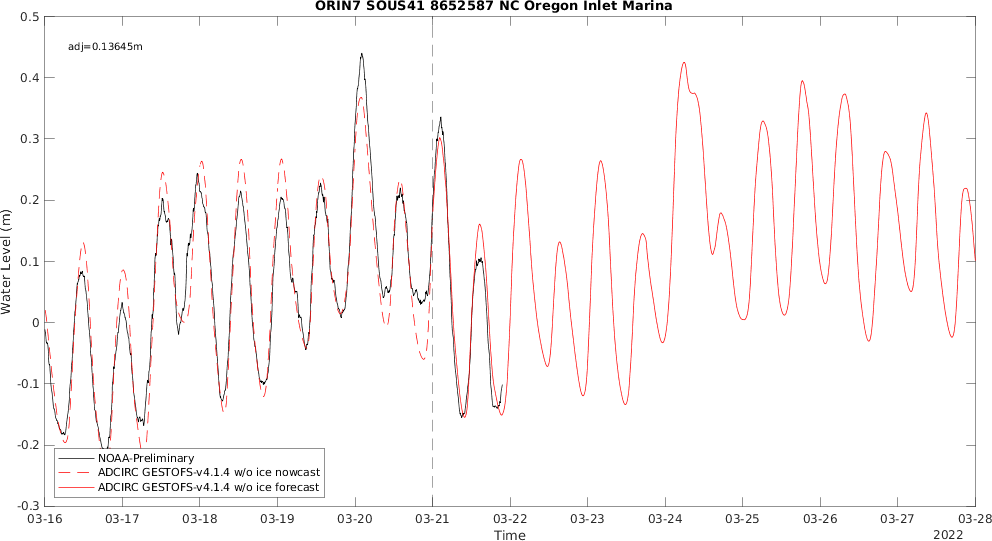 ORIN7 SOUS41 8652587 NC Oregon Inlet Marina
adj=0.13645m
Water Level (m)
0.5
0.4
0.3
0.2
0.1
0
-0.1
-0.2
-0.3
NOAA-Preliminary
ADCIRC GESTOFS-v4.1.4 w/o ice nowcast
ADCIRC GESTOFS-v4.1.4 w/o ice forecast
03-16 03-17 03-18 03-19 03-20 03-21 03-22 03-23 03-24 03-25 03-26 03-27 03-28
Time
2022